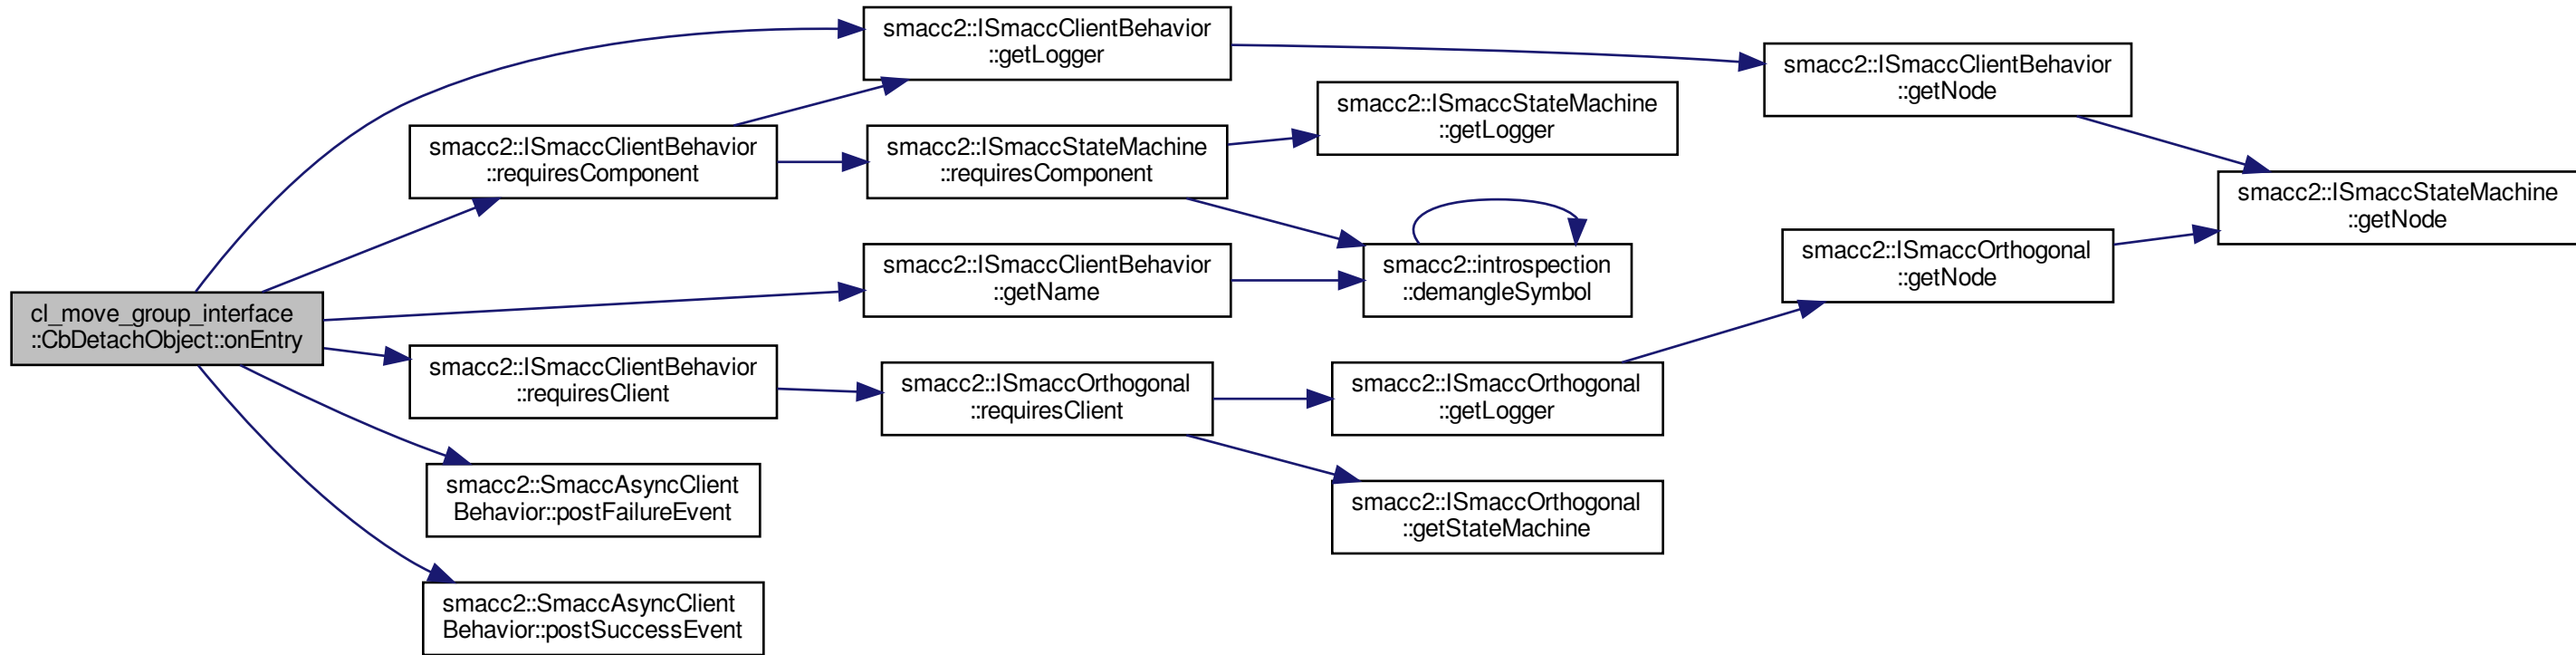 smacc2::ISmaccClientBehavior
::getLogger
smacc2::ISmaccClientBehavior
::getNode
smacc2::ISmaccStateMachine
::getLogger
smacc2::ISmaccClientBehavior
::requiresComponent
smacc2::ISmaccStateMachine
::requiresComponent
smacc2::ISmaccStateMachine
::getNode
smacc2::ISmaccClientBehavior
::getName
smacc2::introspection
::demangleSymbol
smacc2::ISmaccOrthogonal
::getNode
cl_move_group_interface
::CbDetachObject::onEntry
smacc2::ISmaccClientBehavior
::requiresClient
smacc2::ISmaccOrthogonal
::requiresClient
smacc2::ISmaccOrthogonal
::getLogger
smacc2::SmaccAsyncClient
Behavior::postFailureEvent
smacc2::ISmaccOrthogonal
::getStateMachine
smacc2::SmaccAsyncClient
Behavior::postSuccessEvent